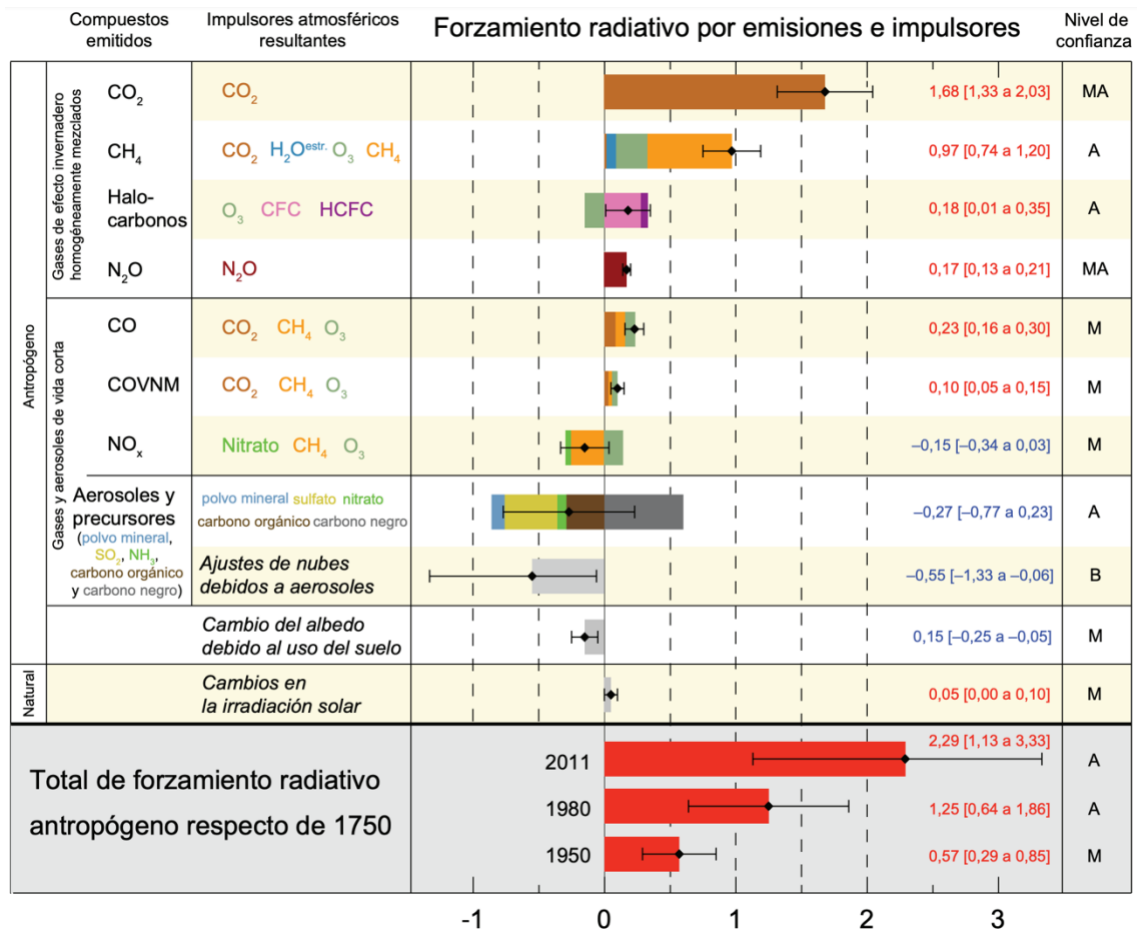 Compuestos emitidos
Impulsores atmosféricos resultantes
Forzamiento radiativo por emisiones e impulsores
Nivel de confianza
Antropógeno
Gases de efecto invernadero homogéneamente mezclados
CO₂
CO₂
1,68 [1,33 a 2,03]
MA
CH₄
CO₂ H₂Oᵉˢᵗʳ· O₃ CH₄
0,97 [0,74 a 1,20]
A
Halo-
carbonos
O₃ CFC HCFC
0,18 [0,01 a 0,35]
A
N₂O
N₂O
0,17 [0,13 a 0,21]
MA
Gases y aerosoles de vida corta
CO
CO₂ CH₄ O₃
0,23 [0,16 a 0,30]
M
COVNM
CO₂ CH₄ O₃
0,10 [0,05 a 0,15]
M
NOₓ
Nitrato CH₄ O₃
–0,15 [–0,34 a 0,03]
M
Aerosoles y
precursores
(polvo mineral,
SO₂, NH₃,
carbono orgánico
y carbono negro)
polvo mineral sulfato nitrato
carbono orgánico carbono negro
–0,27 [–0,77 a 0,23]
A
Ajustes de nubes
debidos a aerosoles
–0,55 [–1,33 a –0,06]
B
Cambio del albedo
debido al uso del suelo
0,15 [–0,25 a –0,05]
M
Natural
Cambios en
la irradiación solar
0,05 [0,00 a 0,10]
M
Total de forzamiento radiativo
antropógeno respecto de 1750
2011
2,29 [1,13 a 3,33]
A
1980
1,25 [0,64 a 1,86]
A
1950
0,57 [0,29 a 0,85]
M
-1 0 1 2 3